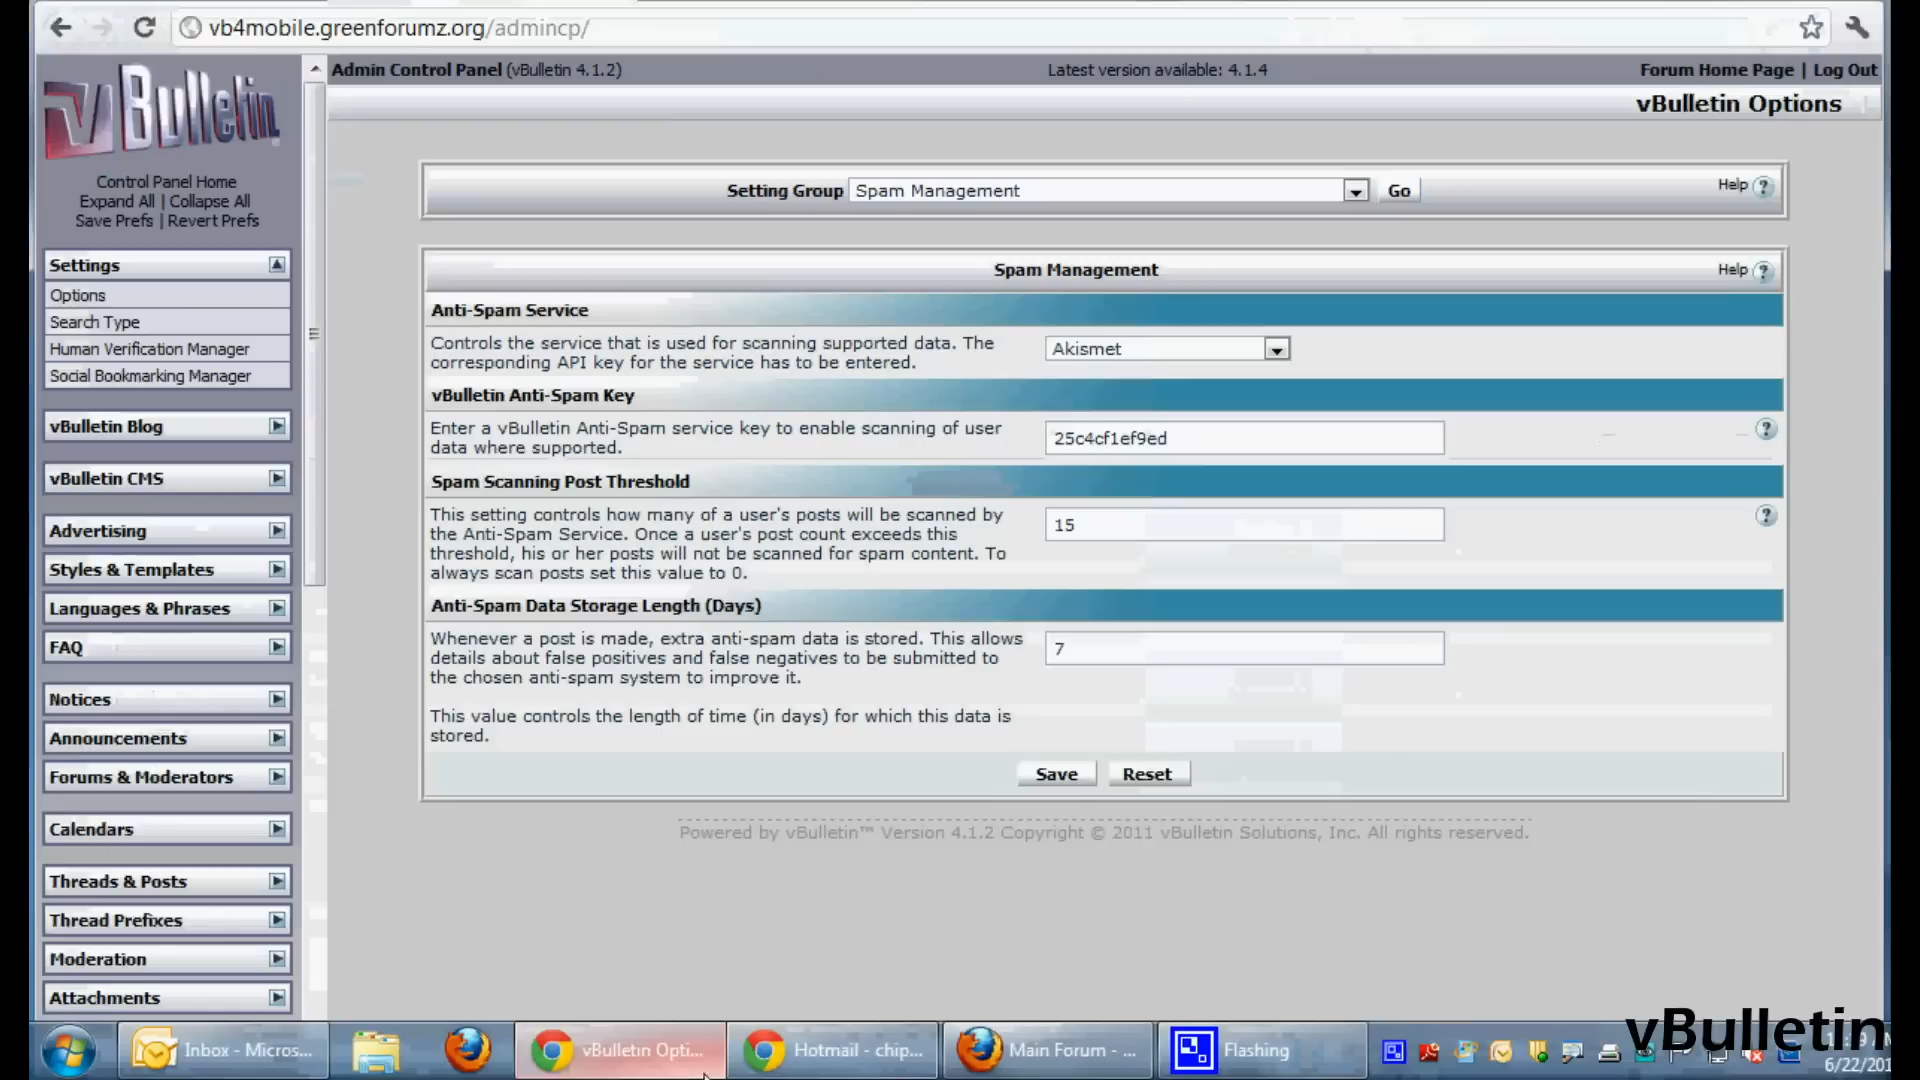 vb4mobile.greenforumz.org/admincp/
vBulletin
Admin Control Panel (vBulletin 4.1.2)
Latest version available: 4.1.4
Forum Home Page | Log Out
vBulletin Options
Control Panel Home
Expand All | Collapse All
Save Prefs | Revert Prefs
Settings
Options
Search Type
Human Verification Manager
Social Bookmarking Manager
vBulletin Blog
vBulletin CMS
Advertising
Styles & Templates
Languages & Phrases
FAQ
Notices
Announcements
Forums & Moderators
Calendars
Threads & Posts
Thread Prefixes
Moderation
Attachments
Setting Group Spam Management Go Help ?
Spam Management Help ?
Anti-Spam Service
Controls the service that is used for scanning supported data. The
corresponding API key for the service has to be entered.
Akismet
vBulletin Anti-Spam Key
Enter a vBulletin Anti-Spam service key to enable scanning of user
data where supported.
25c4cf1ef9ed
?
Spam Scanning Post Threshold
This setting controls how many of a user's posts will be scanned by
the Anti-Spam Service. Once a user's post count exceeds this
threshold, his or her posts will not be scanned for spam content. To
always scan posts set this value to 0.
15
?
Anti-Spam Data Storage Length (Days)
Whenever a post is made, extra anti-spam data is stored. This allows
details about false positives and false negatives to be submitted to
the chosen anti-spam system to improve it.
This value controls the length of time (in days) for which this data is
stored.
7
Save Reset
Powered by vBulletin™ Version 4.1.2 Copyright © 2011 vBulletin Solutions, Inc. All rights reserved.
Inbox - Micros...
vBulletin Opti...
Hotmail - chip...
Main Forum - ...
Flashing
vBulletin
6/22/201